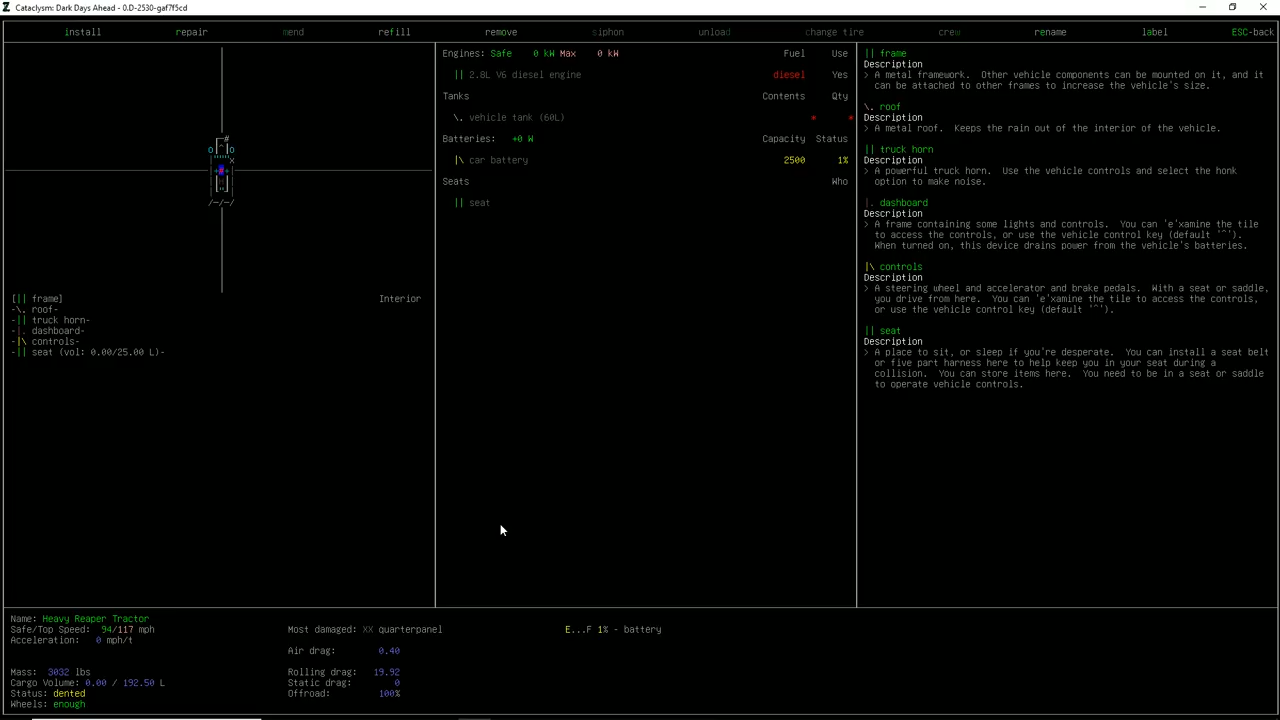 Z Cataclysm: Dark Days Ahead - 0.D-2530-gaf7f5cd
install repair mend refill remove siphon unload change tire crew rename label ESC-back
Engines: Safe 0 kW Max 0 kW Fuel Use
|| 2.8L V6 diesel engine diesel Yes
Tanks Contents Qty
\. vehicle tank (60L) * *
Batteries: +0 W Capacity Status
|\ car battery 2500 1%
Seats Who
|| seat
[|| frame] Interior
-\. roof-
-|| truck horn-
-|. dashboard-
-|\ controls-
-|| seat (vol: 0.00/25.00 L)-
|| frame
Description
> A metal framework. Other vehicle components can be mounted on it, and it
can be attached to other frames to increase the vehicle's size.
\. roof
Description
> A metal roof. Keeps the rain out of the interior of the vehicle.
|| truck horn
Description
> A powerful truck horn. Use the vehicle controls and select the honk
option to make noise.
|. dashboard
Description
> A frame containing some lights and controls. You can 'e'xamine the tile
to access the controls, or use the vehicle control key (default '^').
When turned on, this device drains power from the vehicle's batteries.
|\ controls
Description
> A steering wheel and accelerator and brake pedals. With a seat or saddle,
you drive from here. You can 'e'xamine the tile to access the controls,
or use the vehicle control key (default '^').
|| seat
Description
> A place to sit, or sleep if you're desperate. You can install a seat belt
or five part harness here to help keep you in your seat during a
collision. You can store items here. You need to be in a seat or saddle
to operate vehicle controls.
Name: Heavy Reaper Tractor
Safe/Top Speed: 94/117 mph Most damaged: XX quarterpanel E...F 1% - battery
Acceleration: 0 mph/t
Air drag: 0.40
Mass: 3032 lbs Rolling drag: 19.92
Cargo Volume: 0.00 / 192.50 L Static drag: 0
Status: dented Offroad: 100%
Wheels: enough